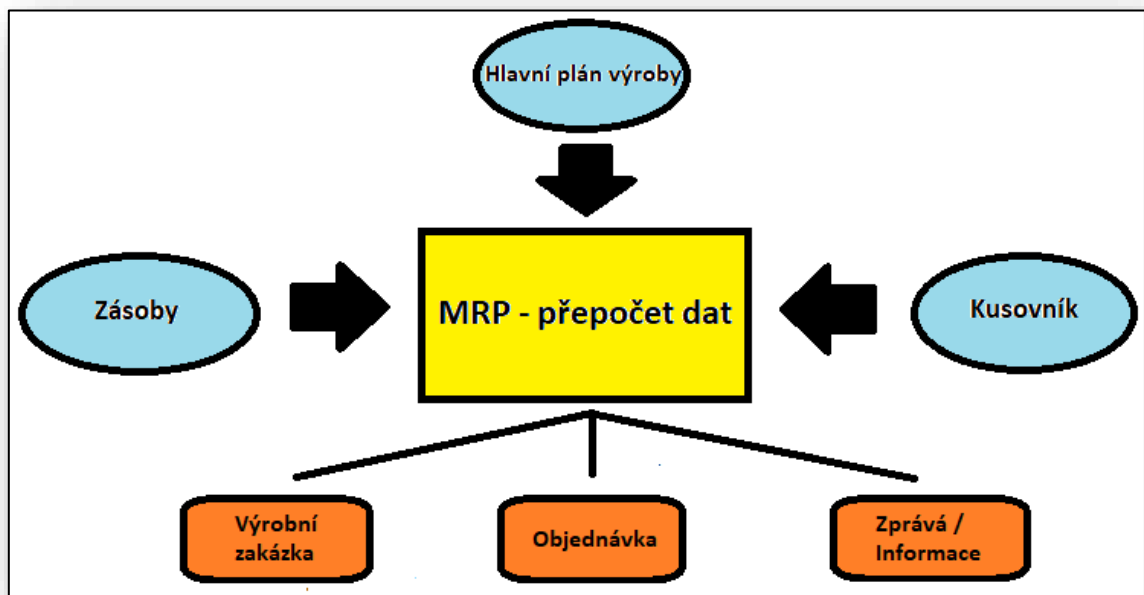 Hlavní plán výroby
Zásoby
MRP - přepočet dat
Kusovník
Výrobní
zakázka
Objednávka
Zprává /
Informace